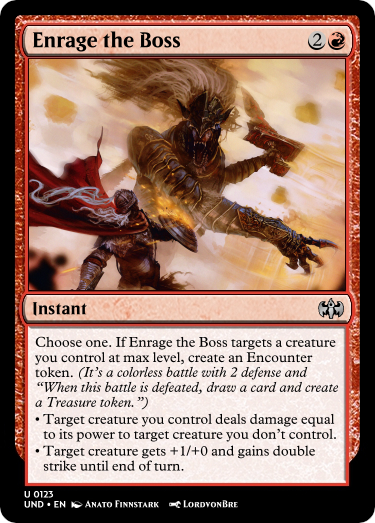 Enrage the Boss 2
Instant
Choose one. If Enrage the Boss targets a creature
you control at max level, create an Encounter
token. (It's a colorless battle with 2 defense and
“When this battle is defeated, draw a card and create
a Treasure token.”)
• Target creature you control deals damage equal
to its power to target creature you don't control.
• Target creature gets +1/+0 and gains double
strike until end of turn.
U 0123
UND • EN Anato Finnstark LordvonBre